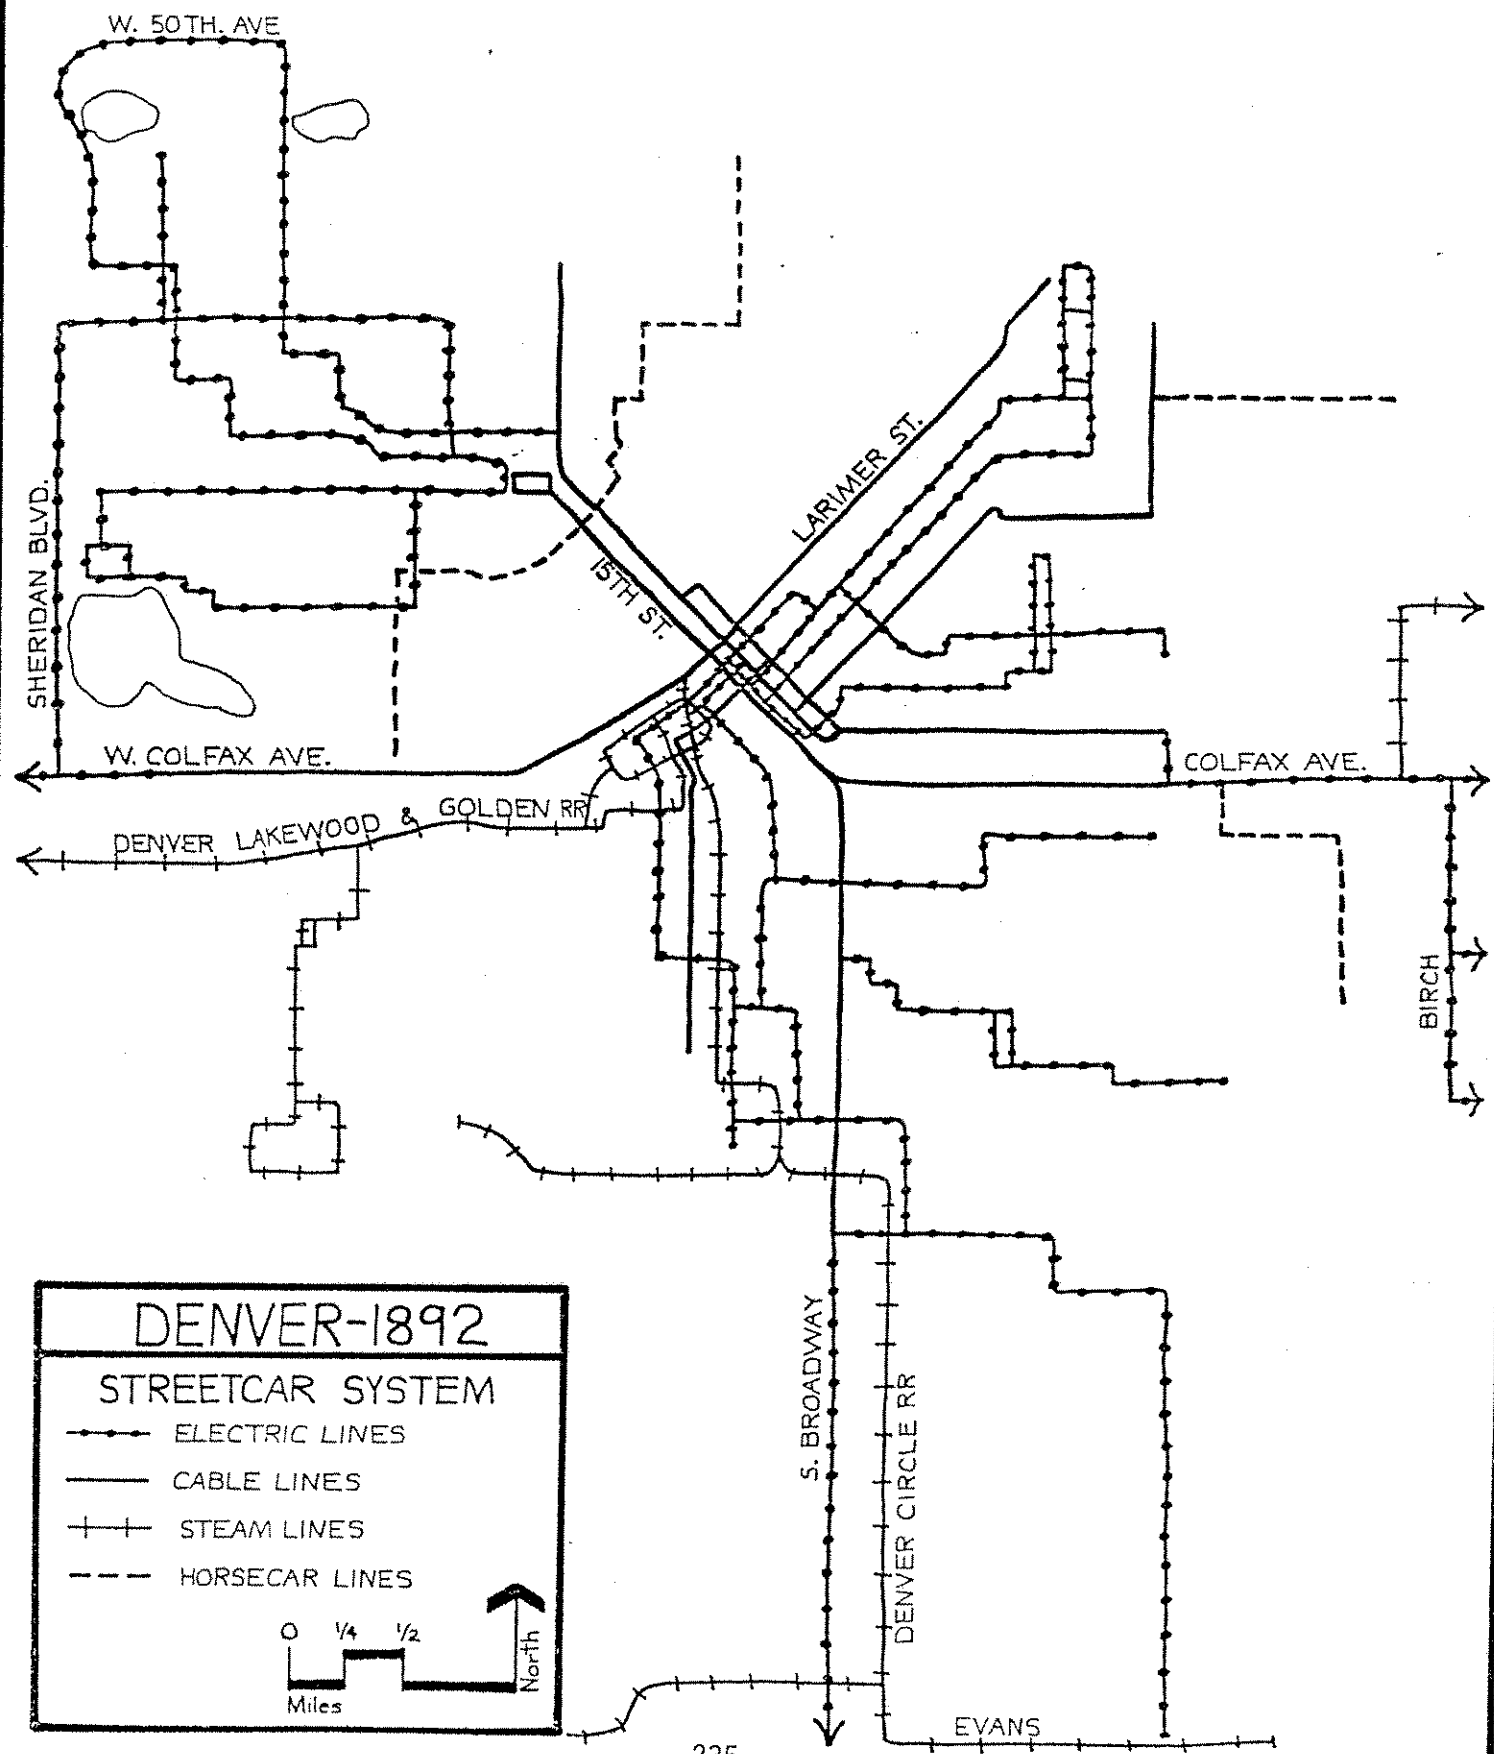 W. 50TH. AVE
LARIMER ST.
15TH ST.
SHERIDAN BLVD.
W. COLFAX AVE.
COLFAX AVE.
DENVER LAKEWOOD & GOLDEN RR
BIRCH
S. BROADWAY
DENVER CIRCLE RR
EVANS
DENVER-1892
STREETCAR SYSTEM
ELECTRIC LINES
CABLE LINES
STEAM LINES
HORSECAR LINES
0 1/4 1/2
Miles
North